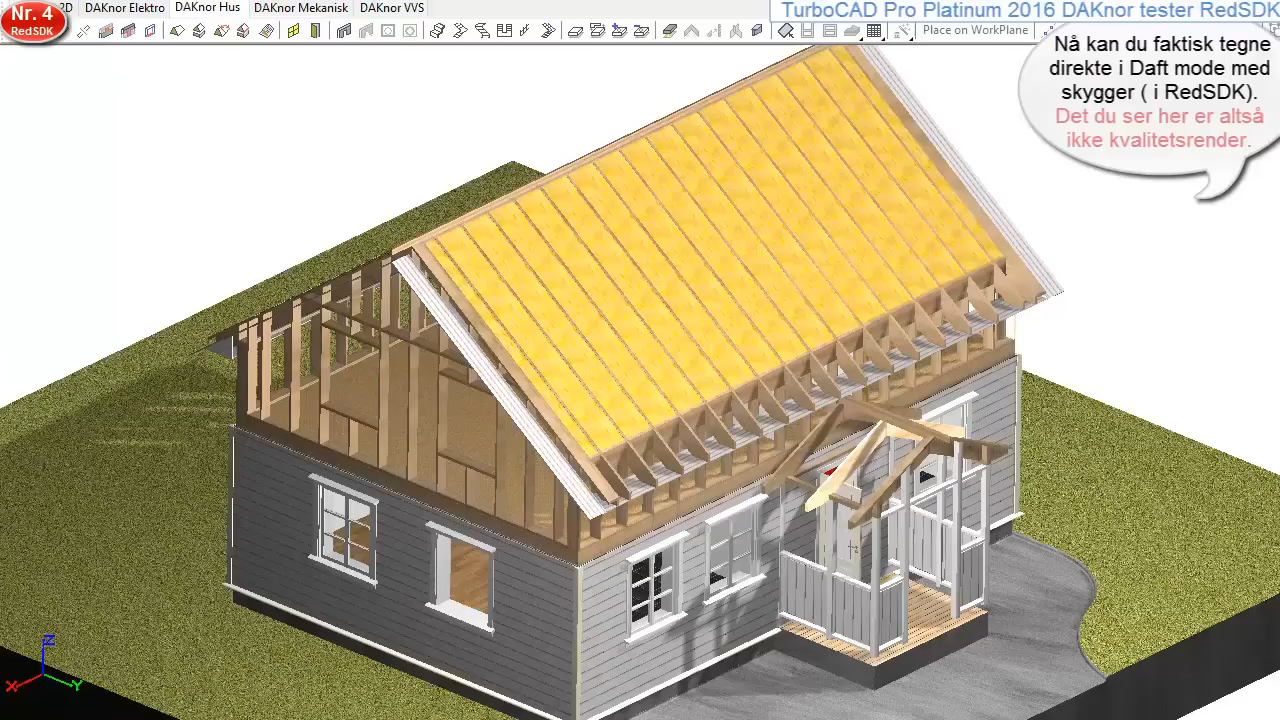 Nr. 4
RedSDK
2D
DAKnor Elektro
DAKnor Hus
DAKnor Mekanisk
DAKnor VVS
TurboCAD Pro Platinum 2016 DAKnor tester RedSDK
Place on WorkPlane
Nå kan du faktisk tegne
direkte i Daft mode med
skygger ( i RedSDK).
Det du ser her er altså
ikke kvalitetsrender.
Z
X
Y